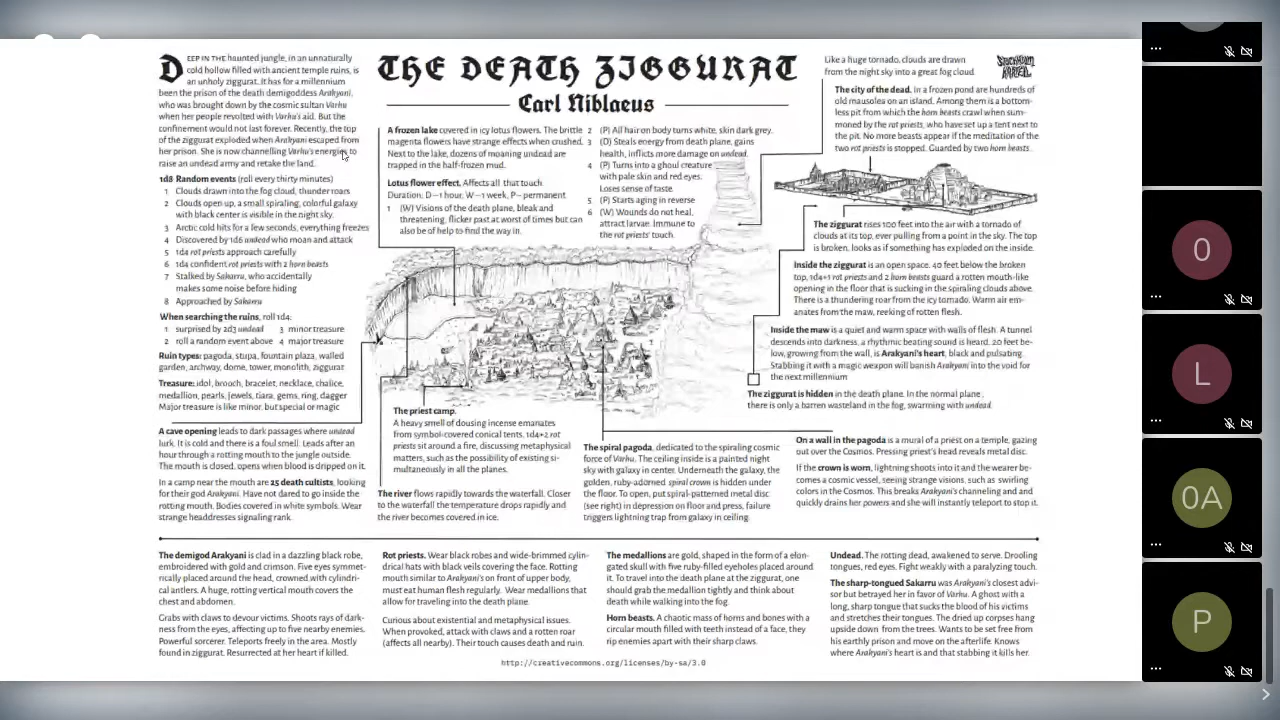 THE DEATH ZIGGURAT
Carl Niblaeus
DEEP IN THE haunted jungle, in an unnaturally
cold hollow filled with ancient temple ruins, is
an unholy ziggurat. It has for a millennium
been the prison of the death demigoddess Arakyani,
who was brought down by the cosmic sultan Varhu
when her people revolted with Varhu's aid. But the
confinement would not last forever. Recently, the top
of the ziggurat exploded when Arakyani escaped from
her prison. She is now channelling Varhu's energies to
raise an undead army and retake the land.
1d8 Random events (roll every thirty minutes)
1 Clouds drawn into the fog cloud, thunder roars
2 Clouds open up, a small spiraling, colorful galaxy
with black center is visible in the night sky.
3 Arctic cold hits for a few seconds, everything freezes
4 Discovered by 1d6 undead who moan and attack
5 1d4 rot priests approach carefully
6 1d4 confident rot priests with 2 horn beasts
7 Stalked by Sakarru, who accidentally
makes some noise before hiding
8 Approached by Sakarru
When searching the ruins, roll 1d4:
1 surprised by 2d3 undead 3 minor treasure
2 roll a random event 4 major treasure
Ruin types: pagoda, stupa, fountain plaza, walled
garden, archway, dome, tower, monolith, ziggurat
Treasure: idol, brooch, bracelet, necklace, chalice,
medallion, pearls, jewels, tiara, gems, ring, dagger
Major treasure is like minor, but special or magic
A cave opening leads to dark passages where undead
lurk. It is cold and there is a foul smell. Leads after an
hour through a rotting mouth to the jungle outside.
The mouth is closed, opens when blood is dripped on it.
In a camp near the mouth are 25 death cultists, looking
for their god Arakyani. Have not dared to go inside the
rotting mouth. Bodies covered in white symbols. Wear
strange headdresses signaling rank.
A frozen lake covered in icy lotus flowers. The brittle
magenta flowers have strange effects when crushed.
Next to the lake, dozens of moaning undead are
trapped in the half-frozen mud.
Lotus flower effect. Affects all that touch.
Duration: D—1 hour, W—1 week, P—permanent
1 (W) Visions of the death plane, bleak and
threatening, flicker past at worst of times but can
also be of help to find the way in.
2 (P) All hair on body turns white, skin dark grey.
3 (D) Steals energy from death plane, gains
health, inflicts more damage on undead.
4 (P) Turns into a ghoul creature
with pale skin and red eyes.
Loses sense of taste.
5 (P) Starts aging in reverse
6 (W) Wounds do not heal,
attract larvae. Immune to
the rot priests' touch.
Like a huge tornado, clouds are drawn
from the night sky into a great fog cloud
STOCKHOLM KARTELL
The city of the dead. In a frozen pond are hundreds of
old mausoleas on an island. Among them is a bottom-
less pit from which the horn beasts crawl when sum-
moned by the rot priests, who have set up a tent next to
the pit. No more beasts appear if the meditation of the
two rot priests is stopped. Guarded by two horn beasts.
The ziggurat rises 100 feet into the air with a tornado of
clouds at its top, ever pulling from a point in the sky. The top
is broken, looks as if something has exploded on the inside.
Inside the ziggurat is an open space. 40 feet below the broken
top, 1d4+1 rot priests and 2 horn beasts guard a rotten mouth-like
opening in the floor that is sucking in the spiraling clouds above.
There is a thundering roar from the icy tornado. Warm air em-
anates from the maw, reeking of rotten flesh.
Inside the maw is a quiet and warm space with walls of flesh. A tunnel
descends into darkness, a rhythmic beating sound is heard. 20 feet be-
low, growing from the wall, is Arakyani's heart, black and pulsating.
Stabbing it with a magic weapon will banish Arakyani into the void for
the next millennium
The ziggurat is hidden in the death plane. In the normal plane,
there is only a barren wasteland in the fog, swarming with undead.
The priest camp.
A heavy smell of dousing incense emanates
from symbol-covered conical tents. 1d4+2 rot
priests sit around a fire, discussing metaphysical
matters, such as the possibility of existing si-
multaneously in all the planes.
The river flows rapidly towards the waterfall. Closer
to the waterfall the temperature drops rapidly and
the river becomes covered in ice.
The spiral pagoda, dedicated to the spiraling cosmic
force of Varhu. The ceiling inside is a painted night
sky with galaxy in center. Underneath the galaxy, the
golden, ruby-adorned spiral crown is hidden under
the floor. To open, put spiral-patterned metal disc
(see right) in depression on floor and press, failure
triggers lightning trap from galaxy in ceiling.
On a wall in the pagoda is a mural of a priest on a temple, gazing
out over the Cosmos. Pressing priest's head reveals metal disc.
If the crown is worn, lightning shoots into it and the wearer be-
comes a cosmic vessel, seeing strange visions, such as swirling
colors in the Cosmos. This breaks Arakyani's channeling and and
quickly drains her powers and she will instantly teleport to stop it.
The demigod Arakyani is clad in a dazzling black robe,
embroidered with gold and crimson. Five eyes symmet-
rically placed around the head, crowned with cylindri-
cal antlers. A huge, rotting vertical mouth covers the
chest and abdomen.
Grabs with claws to devour victims. Shoots rays of dark-
ness from the eyes, affecting up to five nearby enemies.
Powerful sorcerer. Teleports freely in the area. Mostly
found in ziggurat. Resurrected at her heart if killed.
Rot priests. Wear black robes and wide-brimmed cylin-
drical hats with black veils covering the face. Rotting
mouth similar to Arakyani's on front of upper body,
must eat human flesh regularly. Wear medallions that
allow for traveling into the death plane.
Curious about existential and metaphysical issues.
When provoked, attack with claws and a rotten roar
(affects all nearby). Their touch causes death and ruin.
The medallions are gold, shaped in the form of a elon-
gated skull with five ruby-filled eyeholes placed around
it. To travel into the death plane at the ziggurat, one
should grab the medallion tightly and think about
death while walking into the fog.
Horn beasts. A chaotic mass of horns and bones with a
circular mouth filled with teeth instead of a face, they
rip enemies apart with their sharp claws.
Undead. The rotting dead, awakened to serve. Drooling
tongues, red eyes. Fight weakly with a paralyzing touch.
The sharp-tongued Sakarru was Arakyani's closest advi-
sor but betrayed her in favor of Varhu. A ghost with a
long, sharp tongue that sucks the blood of his victims
and stretches their tongues. The dried up corpses hang
upside down from the trees. Wants to be set free from
his earthly prison and move on the afterlife. Knows
where Arakyani's heart is and that stabbing it kills her.
http://creativecommons.org/licenses/by-sa/3.0
0
L
0A
P